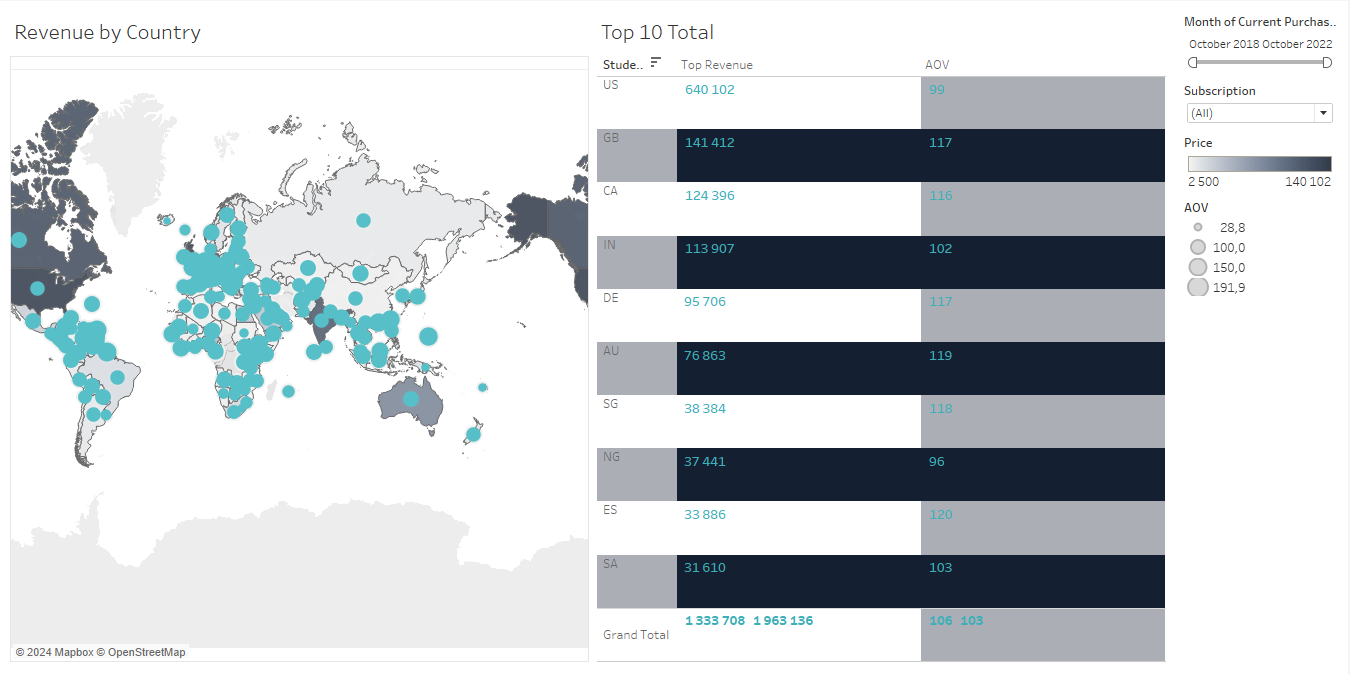 Revenue by Country
© 2024 Mapbox © OpenStreetMap
Top 10 Total
Stude.. Top Revenue AOV
US 640 102 99
GB 141 412 117
CA 124 396 116
IN 113 907 102
DE 95 706 117
AU 76 863 119
SG 38 384 118
NG 37 441 96
ES 33 886 120
SA 31 610 103
Grand Total 1 333 708 1 963 136 106 103
Month of Current Purchas..
October 2018 October 2022
Subscription
(All)
Price
2 500 140 102
AOV
28,8
100,0
150,0
191,9